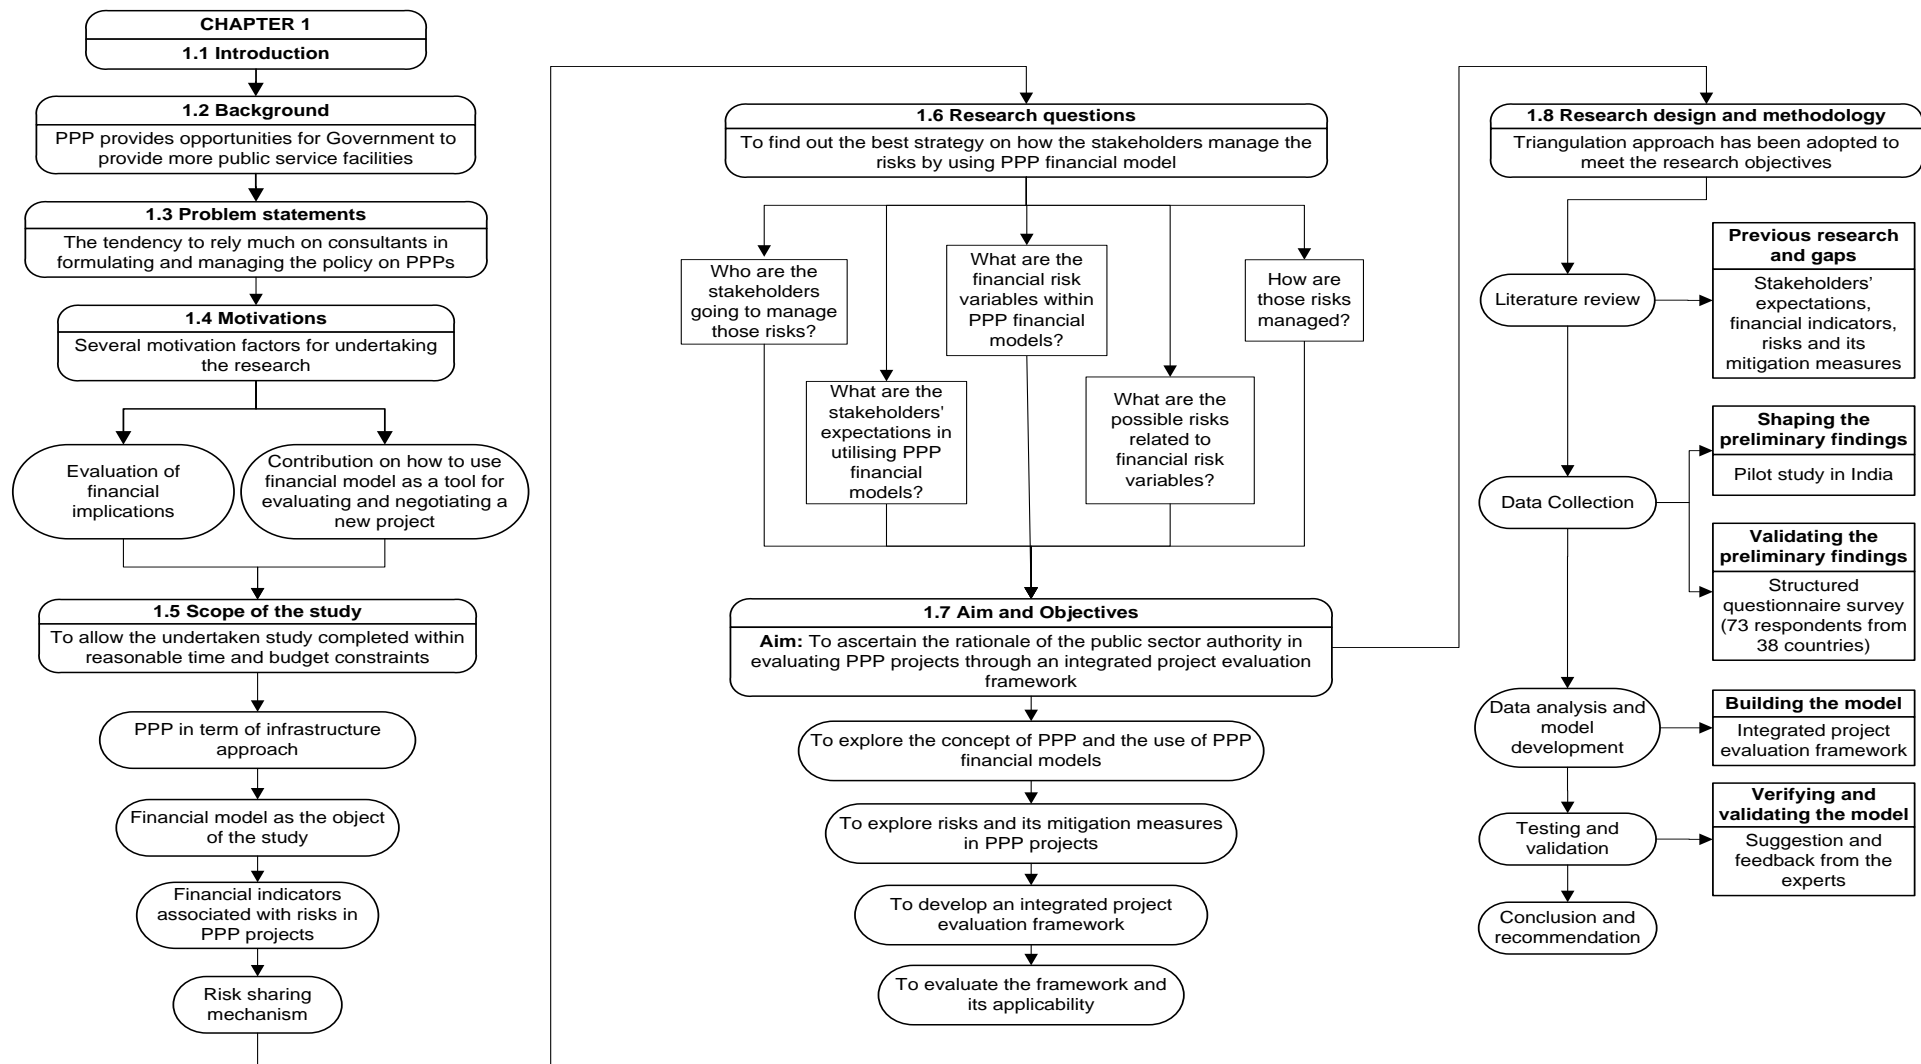 CHAPTER 1
1.1 Introduction
1.2 Background
PPP provides opportunities for Government to
provide more public service facilities
1.3 Problem statements
The tendency to rely much on consultants in
formulating and managing the policy on PPPs
1.4 Motivations
Several motivation factors for undertaking
the research
Evaluation of
financial
implications
Contribution on how to use
financial model as a tool for
evaluating and negotiating a
new project
1.5 Scope of the study
To allow the undertaken study completed within
reasonable time and budget constraints
PPP in term of infrastructure
approach
Financial model as the object
of the study
Financial indicators
associated with risks in
PPP projects
Risk sharing
mechanism
1.6 Research questions
To find out the best strategy on how the stakeholders manage the
risks by using PPP financial model
Who are the
stakeholders
going to manage
those risks?
What are the
stakeholders'
expectations in
utilising PPP
financial
models?
What are the
financial risk
variables within
PPP financial
models?
What are the
possible risks
related to
financial risk
variables?
How are
those risks
managed?
1.7 Aim and Objectives
Aim: To ascertain the rationale of the public sector authority in
evaluating PPP projects through an integrated project evaluation
framework
To explore the concept of PPP and the use of PPP
financial models
To explore risks and its mitigation measures
in PPP projects
To develop an integrated project
evaluation framework
To evaluate the framework and
its applicability
1.8 Research design and methodology
Triangulation approach has been adopted to
meet the research objectives
Literature review
Previous research
and gaps
Stakeholders’
expectations,
financial indicators,
risks and its
mitigation measures
Data Collection
Shaping the
preliminary findings
Pilot study in India
Validating the
preliminary findings
Structured
questionnaire survey
(73 respondents from
38 countries)
Data analysis and
model
development
Building the model
Integrated project
evaluation framework
Testing and
validation
Verifying and
validating the model
Suggestion and
feedback from the
experts
Conclusion and
recommendation